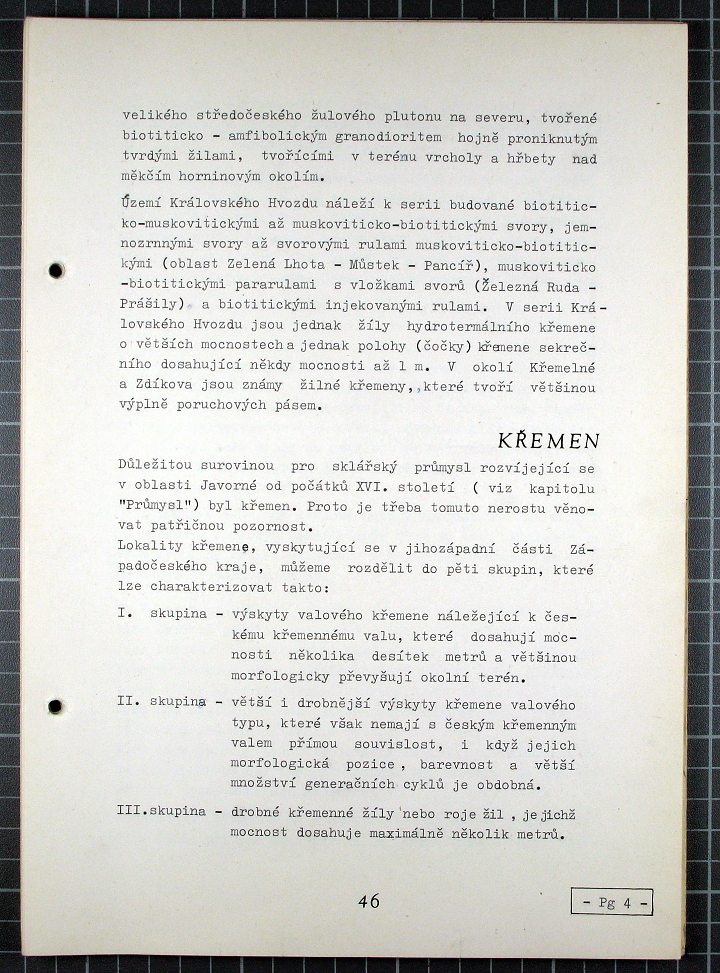 velikého středočeského žulového plutonu na severu, tvořené
biotiticko - amfibolickým granodioritem hojně proniknutým
tvrdými žilami, tvořícími v terénu vrcholy a hřbety nad
měkčím horninovým okolím.
Území Královského Hvozdu náleží k serii budované biotitic-
ko-muskovitickými až muskoviticko-biotitickými svory, jem-
nozrnnými svory až svorovými rulami muskoviticko-biotitic-
kými (oblast Zelená Lhota - Můstek - Pancíř), muskoviticko
-biotitickými pararulami s vložkami svorů (Železná Ruda -
Prášily) a biotitickými injekovanými rulami. V serii Krá-
lovského Hvozdu jsou jednak žíly hydrotermálního křemene
o větších mocnostech a jednak polohy (čočky) křemene sekreč-
ního dosahující někdy mocnosti až 1 m. V okolí Křemelné
a Zdíkova jsou známy žilné křemeny, které tvoří většinou
výplně poruchových pásem.
KŘEMEN
Důležitou surovinou pro sklářský průmysl rozvíjející se
v oblasti Javorné od počátků XVI. století ( viz kapitolu
"Průmysl") byl křemen. Proto je třeba tomuto nerostu věno-
vat patřičnou pozornost.
Lokality křemene, vyskytující se v jihozápadní části Zá-
padočeského kraje, můžeme rozdělit do pěti skupin, které
lze charakterizovat takto:
I. skupina - výskyty valového křemene náležející k čes-
kému křemennému valu, které dosahují moc-
nosti několika desítek metrů a většinou
morfologicky převyšují okolní terén.
II. skupina - větší i drobnější výskyty křemene valového
typu, které však nemají s českým křemenným
valem přímou souvislost, i když jejich
morfologická pozice, barevnost a větší
množství generačních cyklů je obdobná.
III.skupina - drobné křemenné žíly nebo roje žil , jejichž
mocnost dosahuje maximálně několik metrů.
46
- Pg 4 -